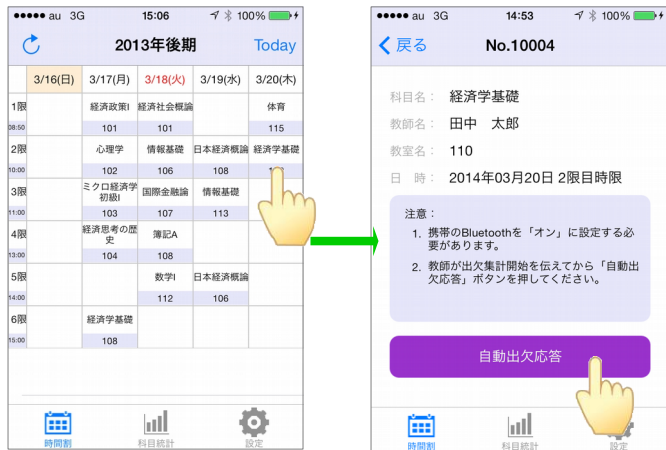 au 3G 15:06 100%
2013年後期 Today
3/16(日) 3/17(月) 3/18(火) 3/19(水) 3/20(木)
1限 経済政策I 経済社会概論 体育
08:50 101 101 115
2限 心理学 情報基礎 日本経済概論 経済学基礎
10:00 102 106 108
3限 ミクロ経済学初級I 国際金融論 情報基礎
11:00 103 107 113
4限 経済思考の歴史 簿記A
13:00 104 108
5限 数学I 日本経済概論
14:00 112 106
6限 経済学基礎
15:00 108
時間割 科目統計 設定
au 3G 14:53 100%
戻る No.10004
科目名： 経済学基礎
教師名： 田中 太郎
教室名： 110
日 時： 2014年03月20日 2限目時限
注意：
1. 携帯のBluetoothを「オン」に設定する必
要があります。
2. 教師が出欠集計開始を伝えてから「自動出
欠応答」ボタンを押してください。
自動出欠応答
時間割 科目統計 設定